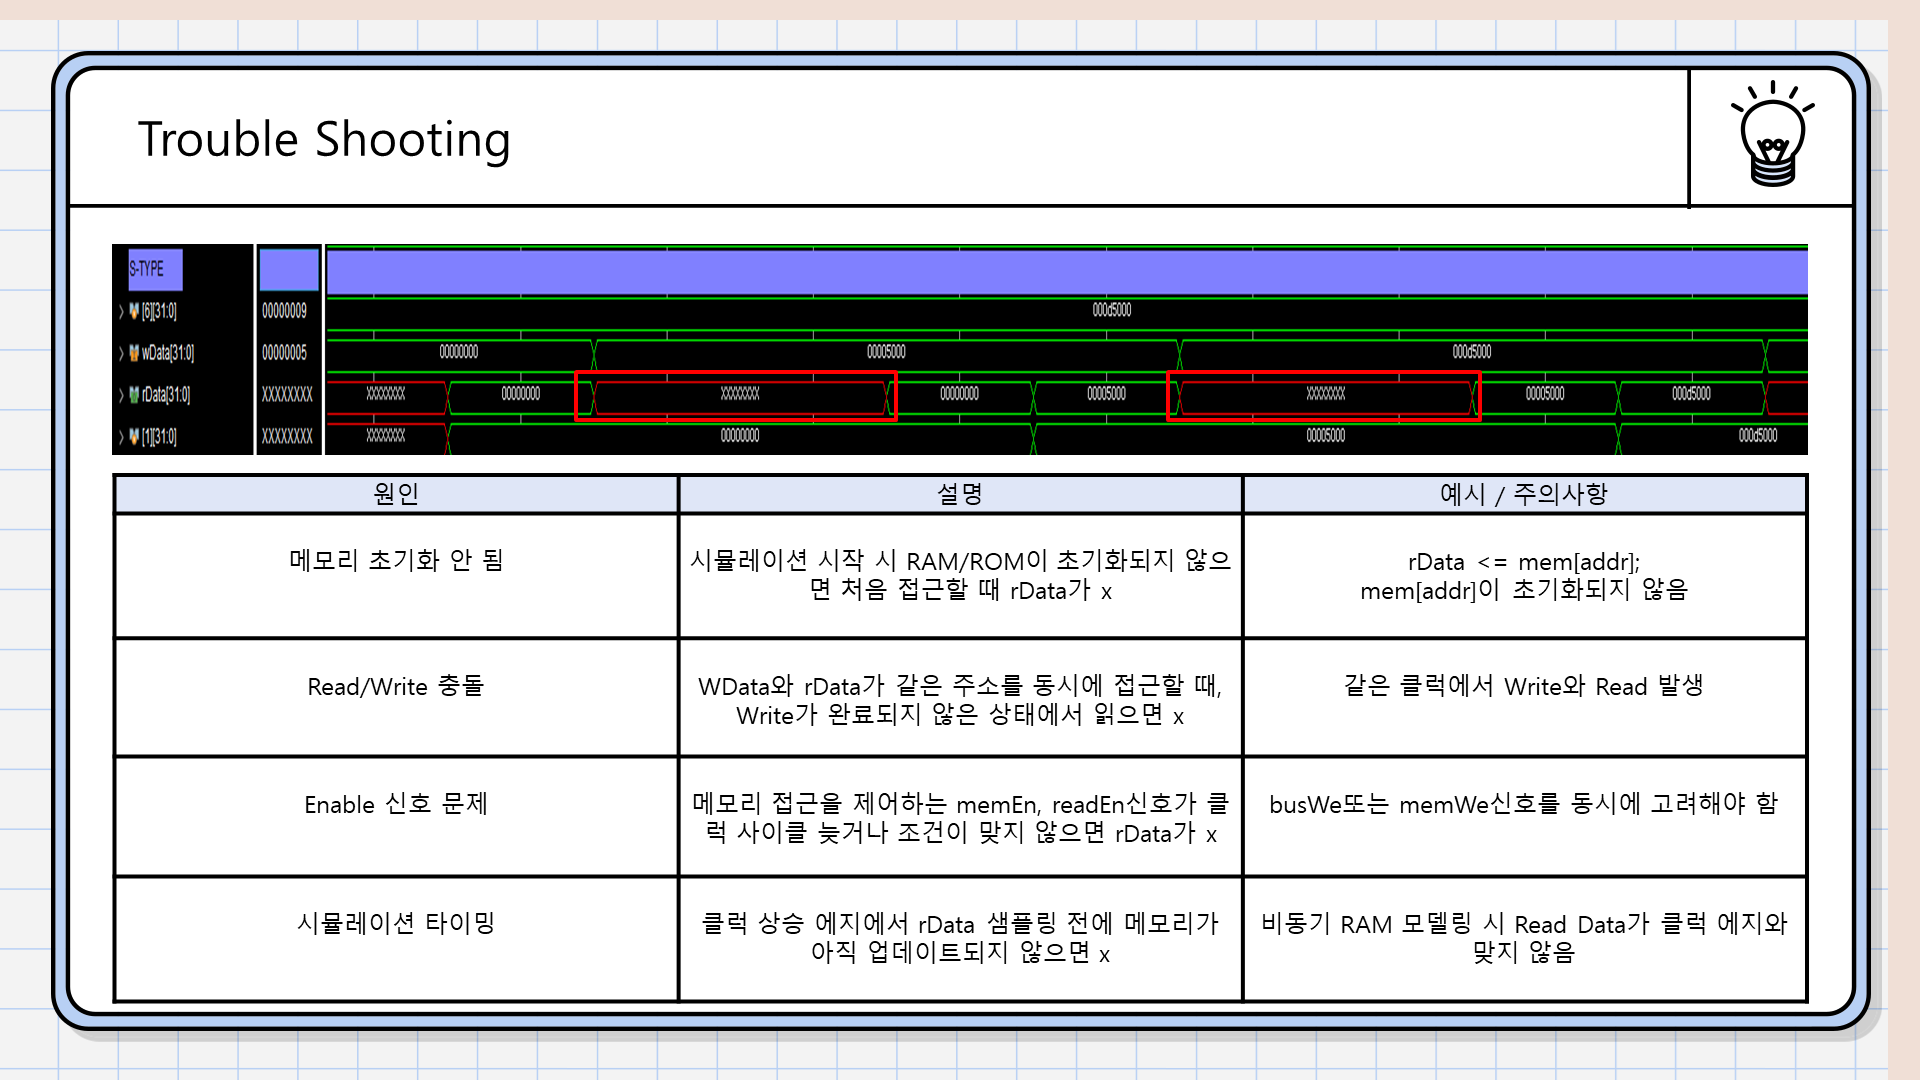 Trouble Shooting
S-TYPE
[6][31:0] 00000009 000d5000
wData[31:0] 00000005 00000000 00005000 000d5000
rData[31:0] XXXXXXXX XXXXXXXX 00000000 XXXXXXXX 00000000 00005000 XXXXXXXX 00005000 000d5000
[1][31:0] XXXXXXXX XXXXXXXX 00000000 00005000 000d5000
원인 설명 예시 / 주의사항
메모리 초기화 안 됨
시뮬레이션 시작 시 RAM/ROM이 초기화되지 않으
면 처음 접근할 때 rData가 x
rData <= mem[addr];
mem[addr]이 초기화되지 않음
Read/Write 충돌
WData와 rData가 같은 주소를 동시에 접근할 때,
Write가 완료되지 않은 상태에서 읽으면 x
같은 클럭에서 Write와 Read 발생
Enable 신호 문제
메모리 접근을 제어하는 memEn, readEn신호가 클
럭 사이클 늦거나 조건이 맞지 않으면 rData가 x
busWe또는 memWe신호를 동시에 고려해야 함
시뮬레이션 타이밍
클럭 상승 에지에서 rData 샘플링 전에 메모리가
아직 업데이트되지 않으면 x
비동기 RAM 모델링 시 Read Data가 클럭 에지와
맞지 않음